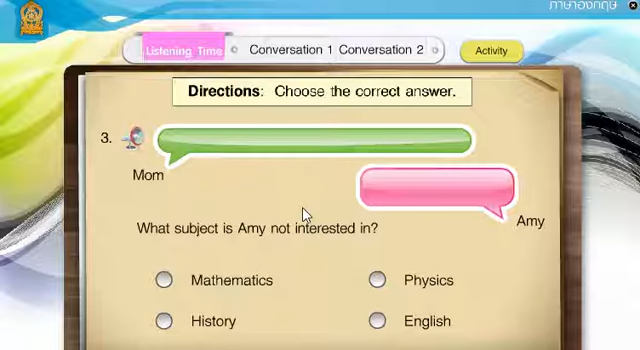 ภาษาอังกฤษ
Listening Time Conversation 1 Conversation 2 Activity
Directions: Choose the correct answer.
3.
Mom
Amy
What subject is Amy not interested in?
Mathematics Physics
History English